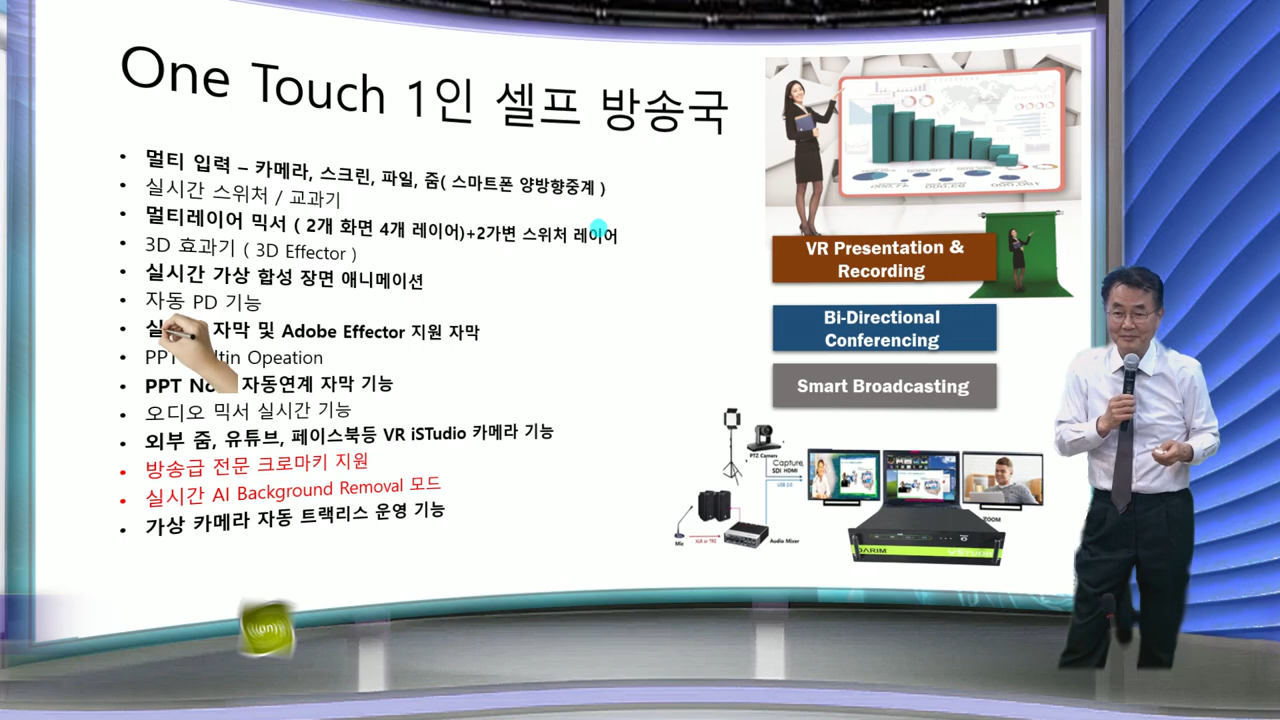 One Touch 1인 셀프 방송국
• 멀티 입력 – 카메라, 스크린, 파일, 줌( 스마트폰 양방향중계 )
• 실시간 스위처 / 교과기
• 멀티레이어 믹서 ( 2개 화면 4개 레이어)+2가변 스위처 레이어
• 3D 효과기 ( 3D Effector )
• 실시간 가상 합성 장면 애니메이션
• 자동 PD 기능
• 실 자막 및 Adobe Effector 지원 자막
• PPT Opeation
• PPT 자동연계 자막 기능
• 오디오 믹서 실시간 기능
• 외부 줌, 유튜브, 페이스북등 VR iSTudio 카메라 기능
• 방송급 전문 크로마키 지원
• 실시간 AI Background Removal 모드
• 가상 카메라 자동 트랙리스 운영 기능
VR Presentation &
Recording
Bi-Directional
Conferencing
Smart Broadcasting
PTZ Camera
Capture,
SDI HDMI
USB 3.0
ZOOM
Mic
XLR or TRS
Audio Mixer
DARIM
((on))